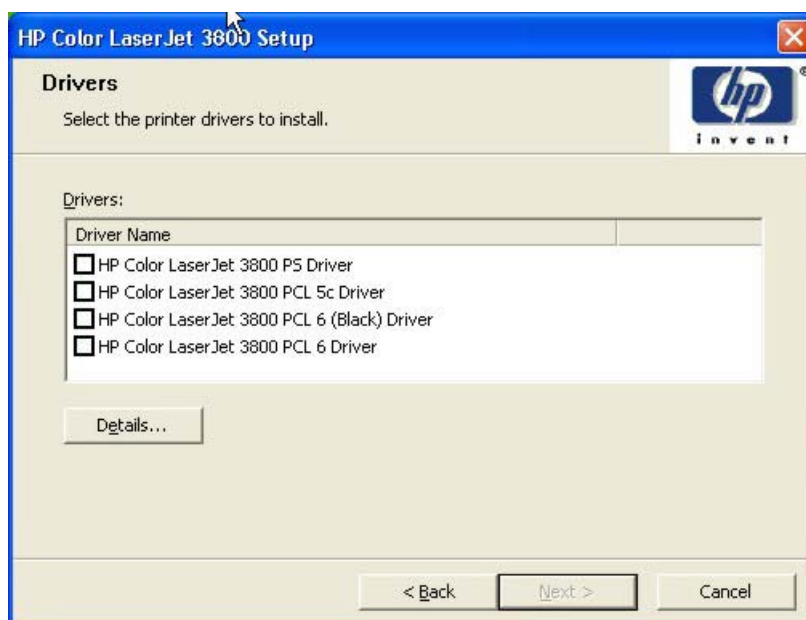 HP Color LaserJet 3800 Setup
Drivers
Select the printer drivers to install.
hp
invent
®
Drivers:
Driver Name
HP Color LaserJet 3800 PS Driver
HP Color LaserJet 3800 PCL 5c Driver
HP Color LaserJet 3800 PCL 6 (Black) Driver
HP Color LaserJet 3800 PCL 6 Driver
Details...
< Back
Next >
Cancel